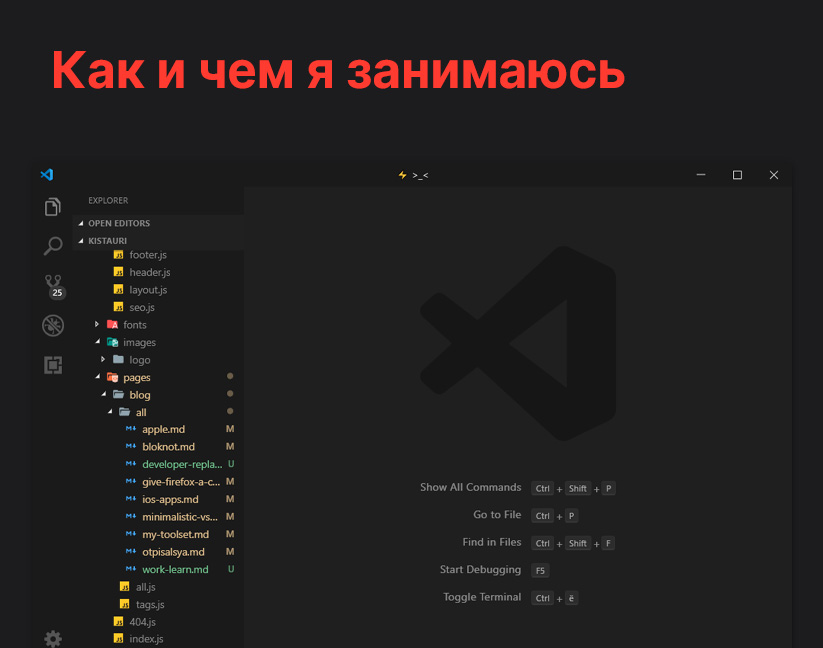 Как и чем я занимаюсь
⚡ >_<
EXPLORER
OPEN EDITORS
KISTAURI
footer.js
header.js
layout.js
seo.js
fonts
images
logo
pages
blog
all
apple.md M
bloknot.md M
developer-repla... U
give-firefox-a-c... M
ios-apps.md M
minimalistic-vs... M
my-toolset.md M
otpisalsya.md M
work-learn.md U
all.js
tags.js
404.js
index.js
25
Show All Commands Ctrl + Shift + P
Go to File Ctrl + P
Find in Files Ctrl + Shift + F
Start Debugging F5
Toggle Terminal Ctrl + ё